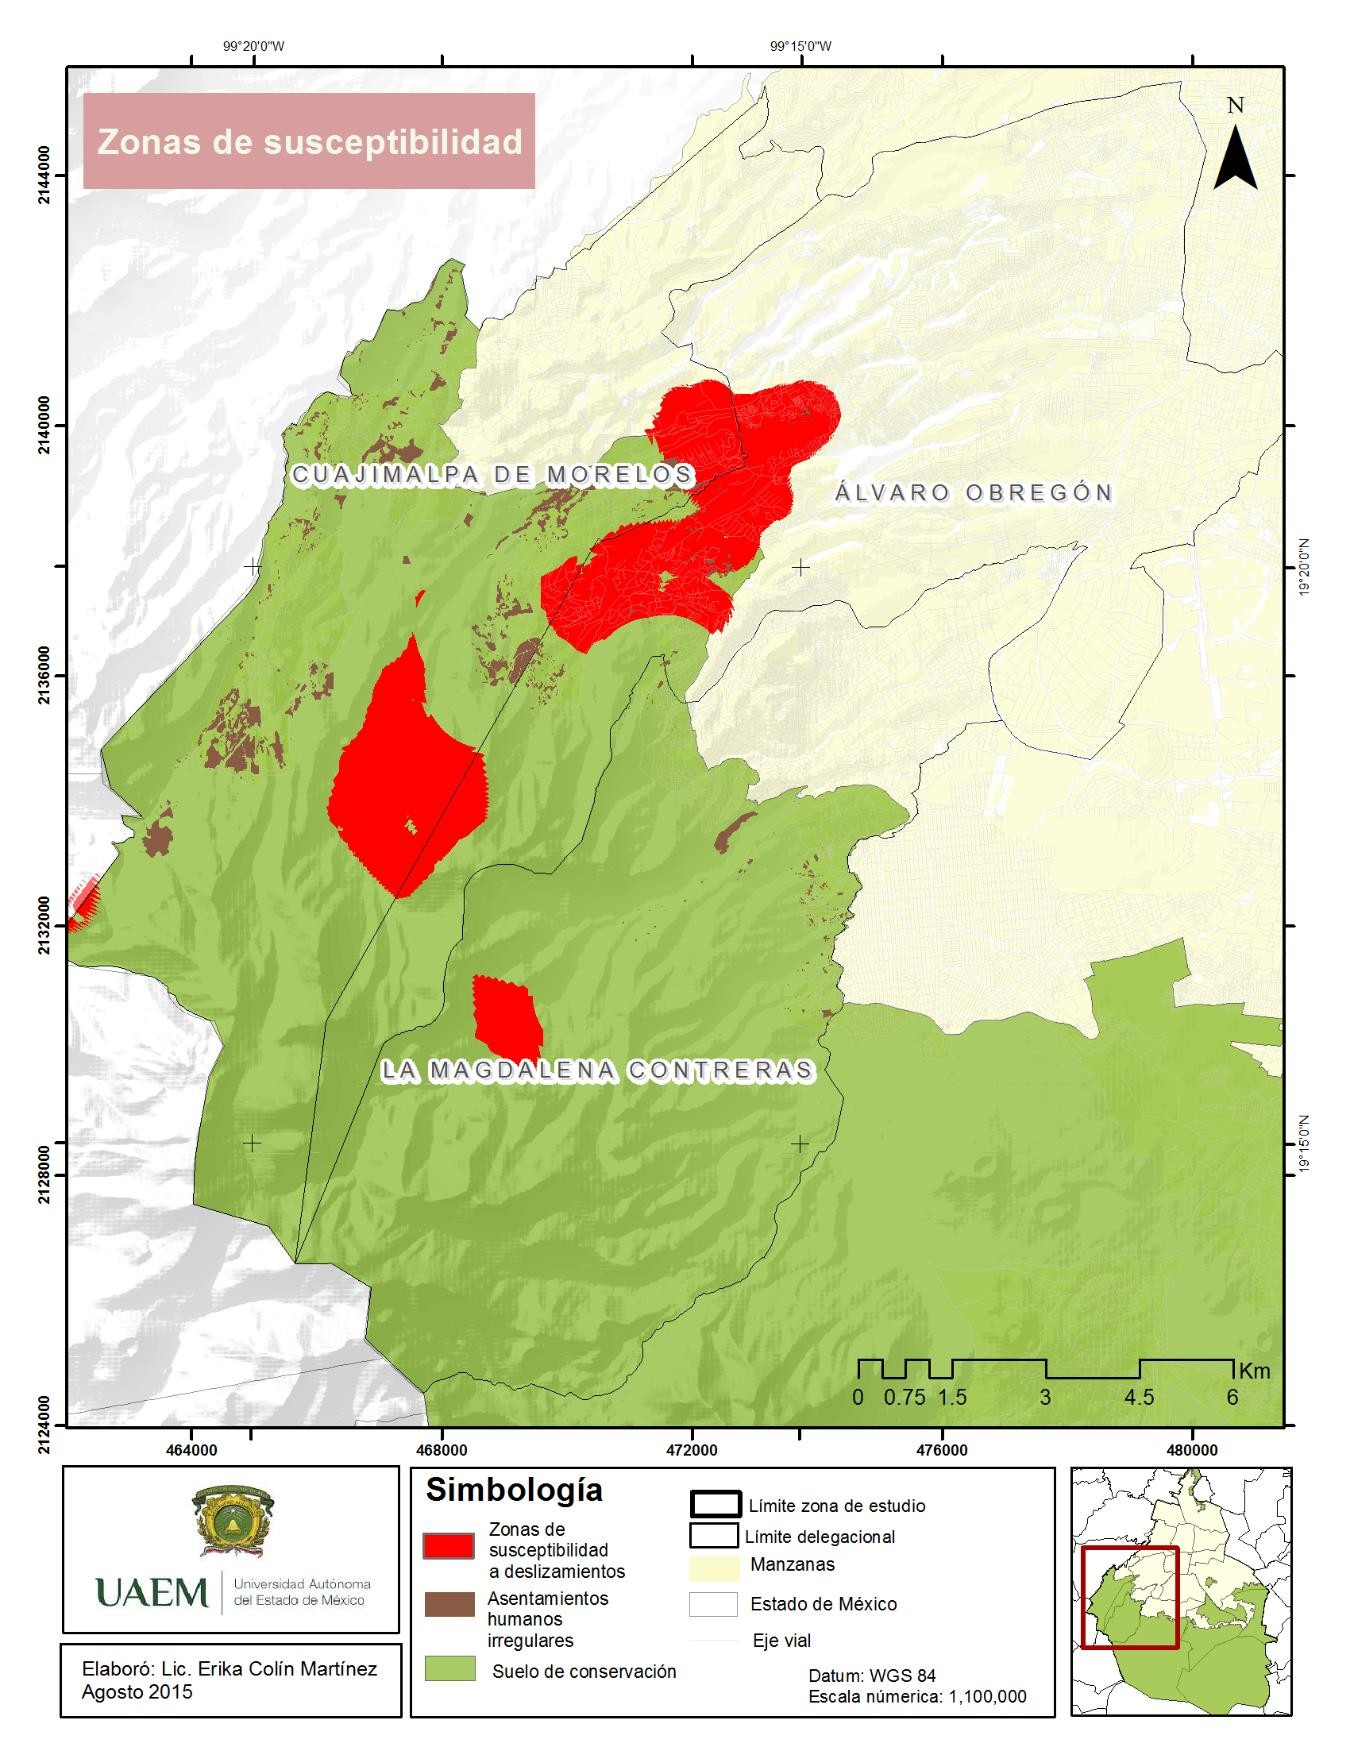 99°20'0"W
99°15'0"W
Zonas de susceptibilidad
N
2144000
2140000
2136000
2132000
2128000
2124000
19°20'0"N
19°15'0"N
CUAJIMALPA DE MORELOS
ÁLVARO OBREGÓN
LA MAGDALENA CONTRERAS
Km
0 0.75 1.5 3 4.5 6
464000
468000
472000
476000
480000
UAEM
Universidad Autónoma
del Estado de México
Elaboró: Lic. Erika Colín Martínez
Agosto 2015
Simbología
Zonas de
susceptibilidad
a deslizamientos
Asentamientos
humanos
irregulares
Suelo de conservación
Límite zona de estudio
Límite delegacional
Manzanas
Estado de México
Eje vial
Datum: WGS 84
Escala númerica: 1,100,000